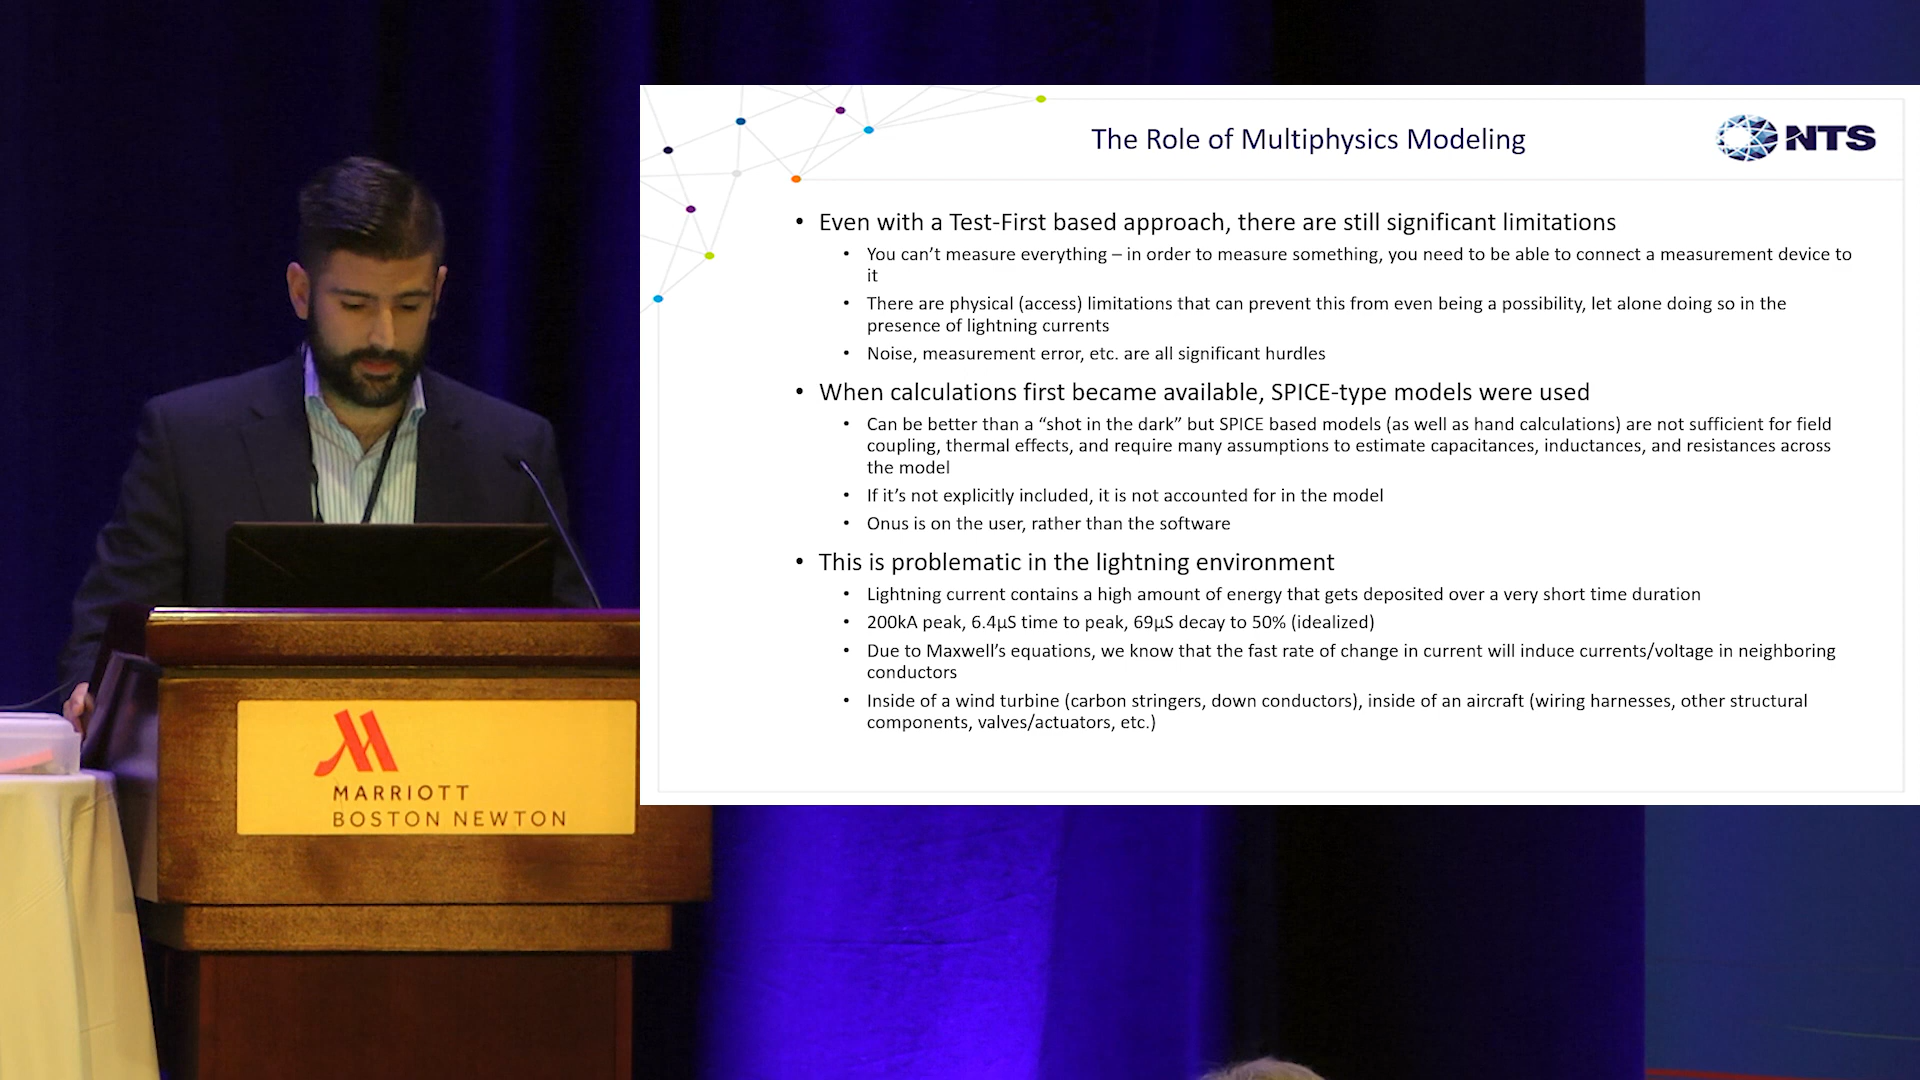 The Role of Multiphysics Modeling
NTS
• Even with a Test-First based approach, there are still significant limitations
• You can’t measure everything – in order to measure something, you need to be able to connect a measurement device to
it
• There are physical (access) limitations that can prevent this from even being a possibility, let alone doing so in the
presence of lightning currents
• Noise, measurement error, etc. are all significant hurdles
• When calculations first became available, SPICE-type models were used
• Can be better than a “shot in the dark” but SPICE based models (as well as hand calculations) are not sufficient for field
coupling, thermal effects, and require many assumptions to estimate capacitances, inductances, and resistances across
the model
• If it’s not explicitly included, it is not accounted for in the model
• Onus is on the user, rather than the software
• This is problematic in the lightning environment
• Lightning current contains a high amount of energy that gets deposited over a very short time duration
• 200kA peak, 6.4µS time to peak, 69µS decay to 50% (idealized)
• Due to Maxwell’s equations, we know that the fast rate of change in current will induce currents/voltage in neighboring
conductors
• Inside of a wind turbine (carbon stringers, down conductors), inside of an aircraft (wiring harnesses, other structural
components, valves/actuators, etc.)
MARRIOTT
BOSTON NEWTON